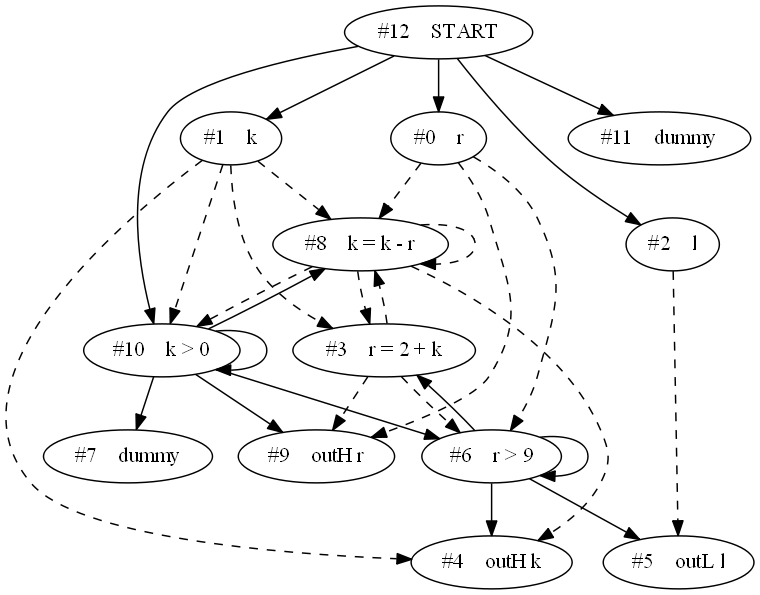 #12 START
#1 k
#0 r
#11 dummy
#8 k = k - r
#2 l
#10 k > 0
#3 r = 2 + k
#7 dummy
#9 outH r
#6 r > 9
#4 outH k
#5 outL l